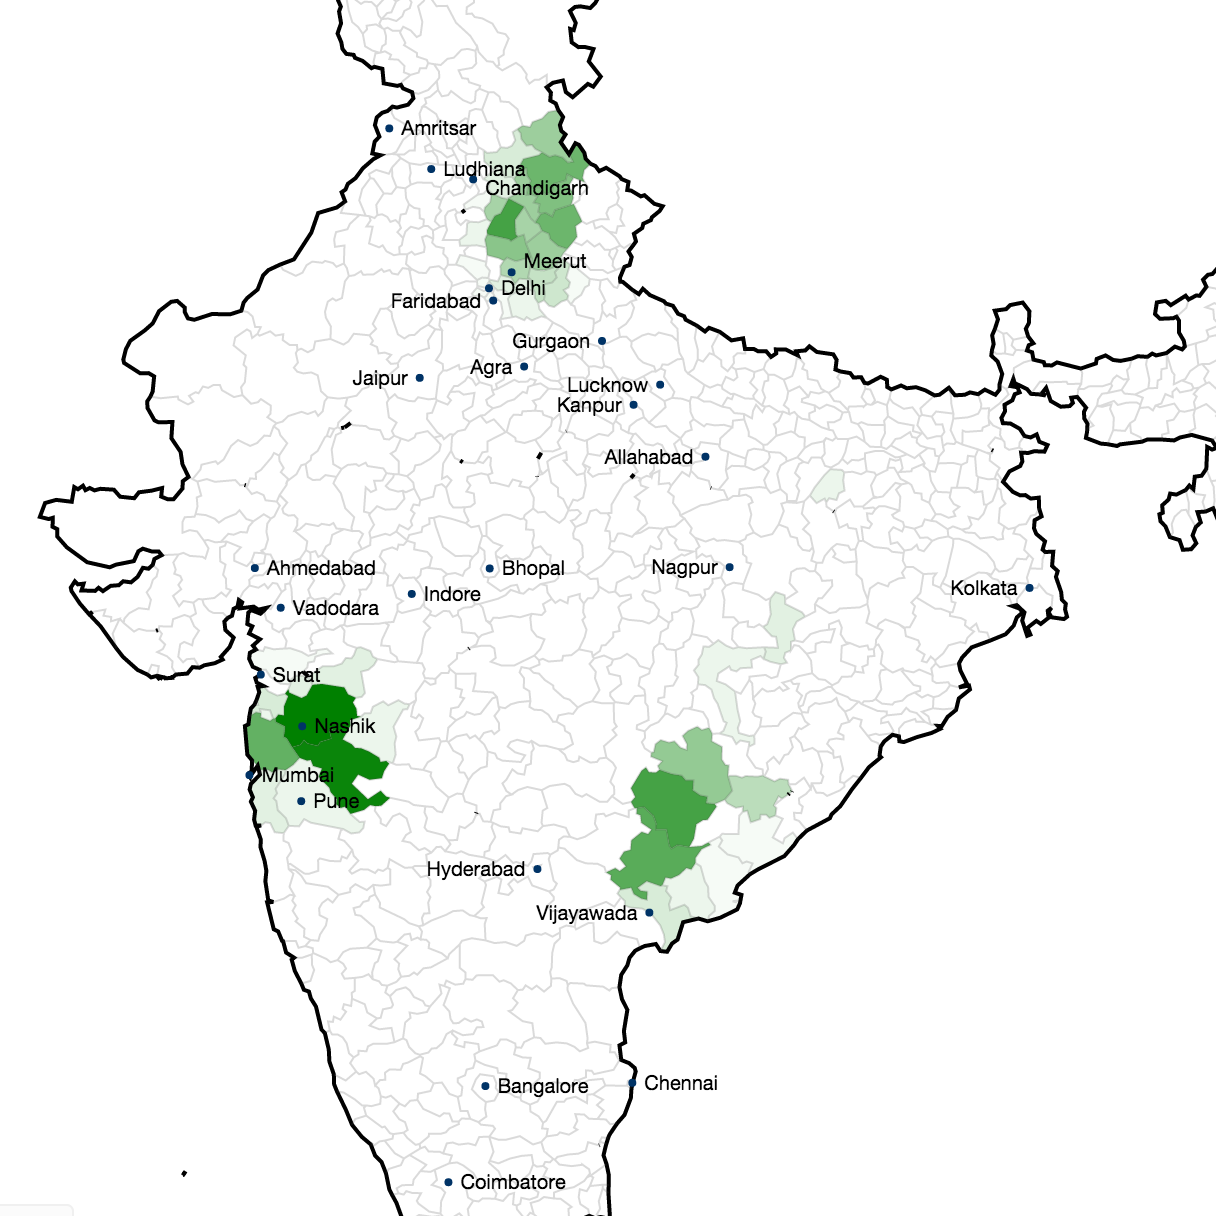 Amritsar
Ludhiana
Chandigarh
Meerut
Delhi
Faridabad
Gurgaon
Agra
Jaipur
Lucknow
Kanpur
Allahabad
Ahmedabad
Bhopal
Nagpur
Indore
Kolkata
Vadodara
Surat
Nashik
Mumbai
Pune
Hyderabad
Vijayawada
Bangalore
Chennai
Coimbatore